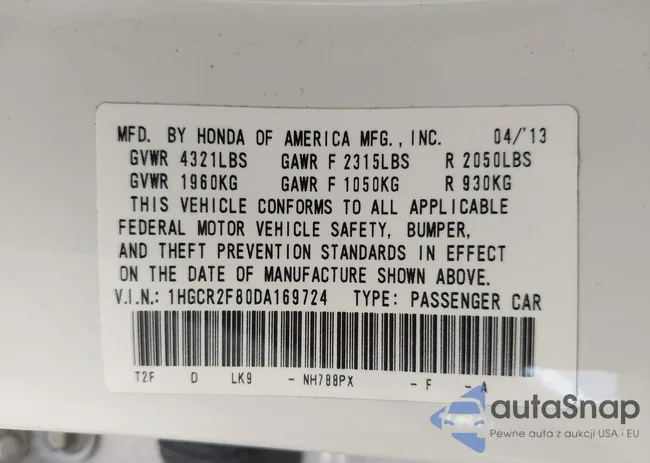 MFD. BY HONDA OF AMERICA MFG., INC. 04/'13
GVWR 4321LBS GAWR F 2315LBS R 2050LBS
GVWR 1960KG GAWR F 1050KG R 930KG
THIS VEHICLE CONFORMS TO ALL APPLICABLE
FEDERAL MOTOR VEHICLE SAFETY, BUMPER,
AND THEFT PREVENTION STANDARDS IN EFFECT
ON THE DATE OF MANUFACTURE SHOWN ABOVE.
V.I.N.: 1HGCR2F80DA169724 TYPE: PASSENGER CAR
T2F D LK9 - NH788PX - F - A
autaSnap
Pewne auta z aukcji USA i EU